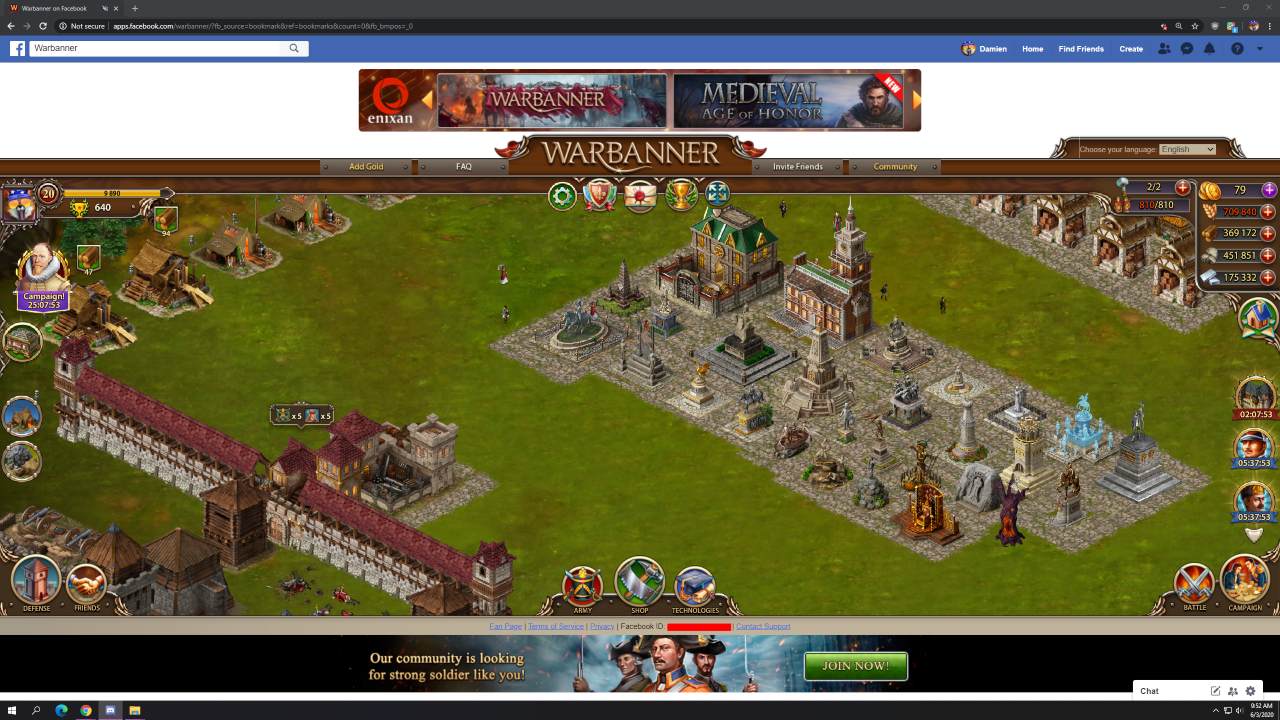 Warbanner on Facebook
Not secure | apps.facebook.com/warbanner/?fb_source=bookmark&ref=bookmarks&count=0&fb_bmpos=_0
Warbanner
Damien Home Find Friends Create
enixan
WARBANNER
MEDIEVAL
AGE OF HONOR
NEW
WARBANNER
Choose your language: English
Add Gold
FAQ
Invite Friends
Community
20
9 890
640
2/2
810/810
79
709 840
369 172
451 851
175 332
94
47
Campaign!
25:07:53
x 5 x 5
02:07:53
05:37:53
05:37:53
DEFENSE
FRIENDS
ARMY
SHOP
TECHNOLOGIES
BATTLE
CAMPAIGN
Fan Page | Terms of Service | Privacy | Facebook ID: | Contact Support
Our community is looking
for strong soldier like you!
JOIN NOW!
Chat
9:52 AM
6/3/2020